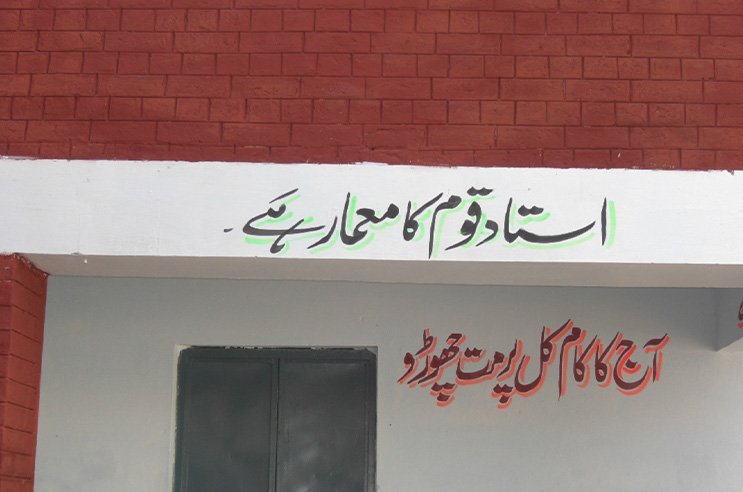 استاد قوم کا معمار ہے۔
آج کا کام کل پر مت چھوڑو